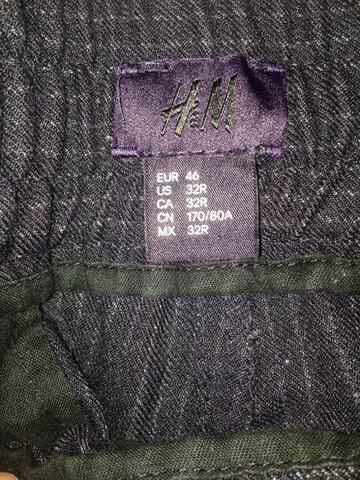 H&M
EUR 46
US 32R
CA 32R
CN 170/80A
MX 32R